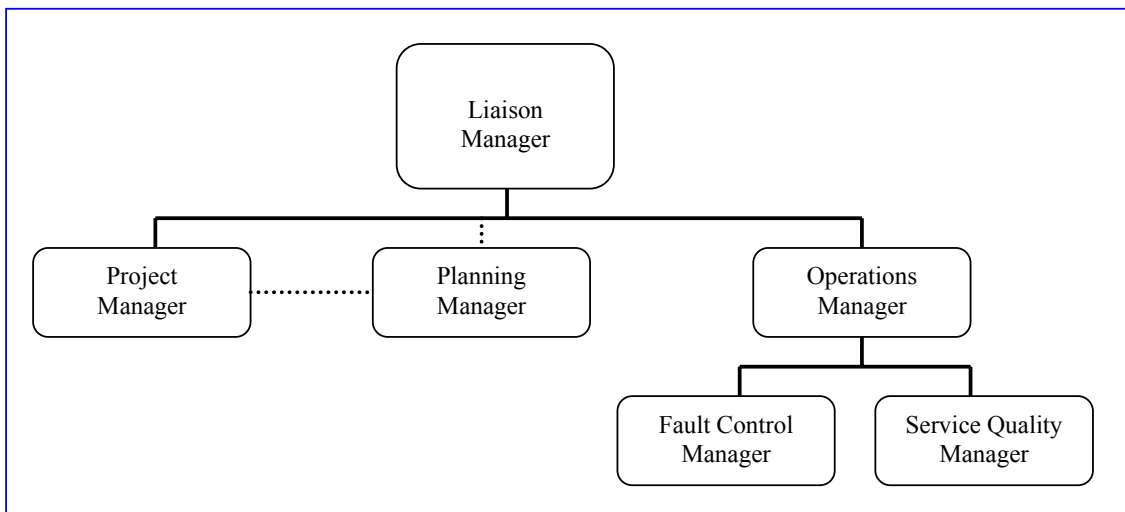 Liaison
Manager
Project
Manager
Planning
Manager
Operations
Manager
Fault Control
Manager
Service Quality
Manager